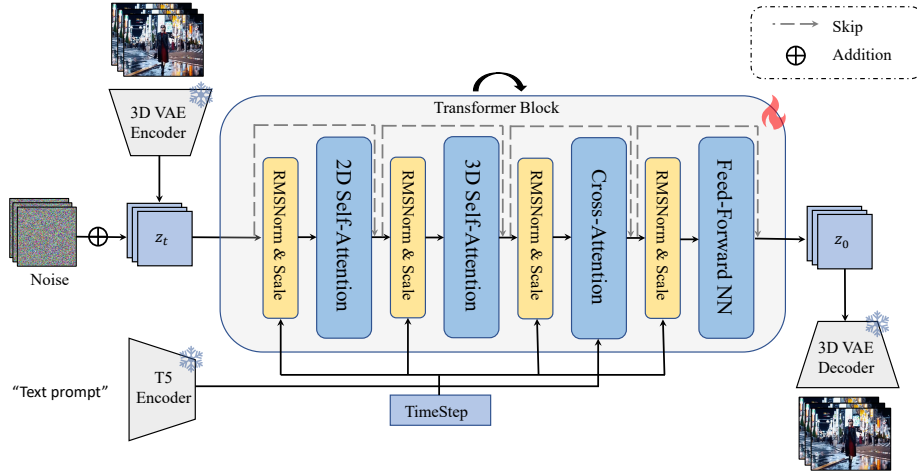 Skip
Addition
3D VAE
Encoder
Transformer Block
RMSNorm & Scale
2D Self-Attention
RMSNorm & Scale
3D Self-Attention
RMSNorm & Scale
Cross-Attention
RMSNorm & Scale
Feed-Forward NN
Noise
z_t
z_0
"Text prompt"
T5
Encoder
TimeStep
3D VAE
Decoder